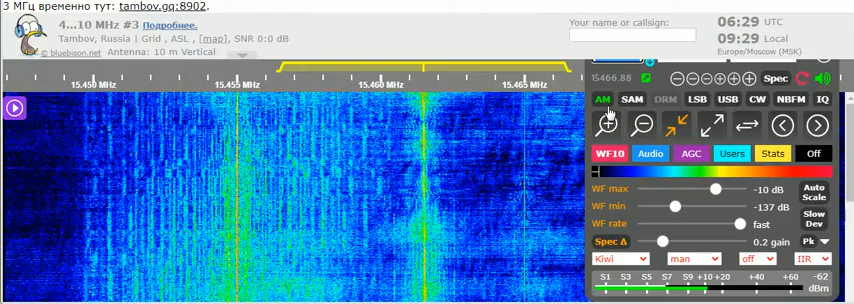 3 МГц временно тут: tambov.gq:8902.
4...10 MHz #3 Подробнее.
Tambov, Russia | Grid , ASL , [map], SNR 0:0 dB
© bluebison.net Antenna: 10 m Vertical
Your name or callsign:
06:29 UTC
09:29 Local
Europe/Moscow (MSK)
15.450 MHz 15.455 MHz 15.460 MHz 15.465 MHz
15466.88 Spec
AM SAM DRM LSB USB CW NBFM IQ
WF10 Audio AGC Users Stats Off
WF max -10 dB Auto Scale
WF min -137 dB
WF rate fast Slow Dev
Spec Δ 0.2 gain Pk
Kiwi man off IIR
S1 S3 S5 S7 S9 +10 +20 +40 +60 -62 dBm